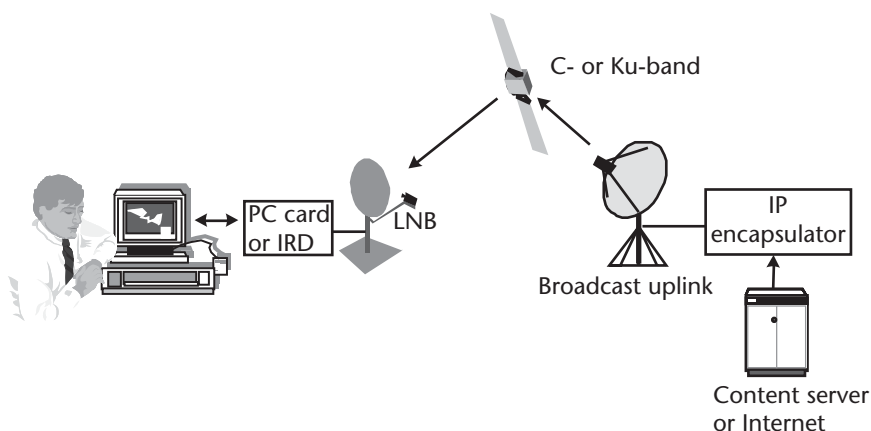 C- or Ku-band
PC card
or IRD
LNB
IP
encapsulator
Broadcast uplink
Content server
or Internet